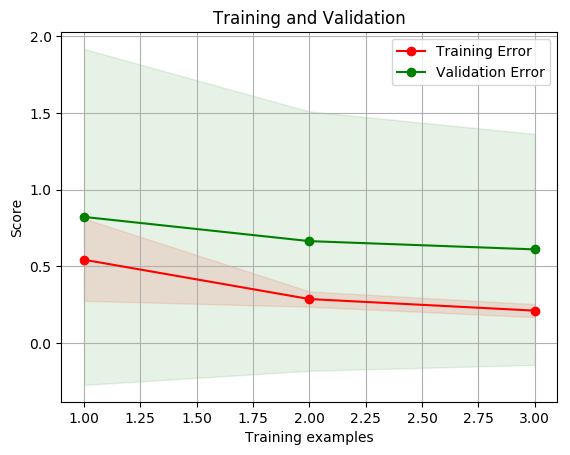 Training and Validation
Training Error
Validation Error
2.0
1.5
1.0
0.5
0.0
Score
1.00 1.25 1.50 1.75 2.00 2.25 2.50 2.75 3.00
Training examples